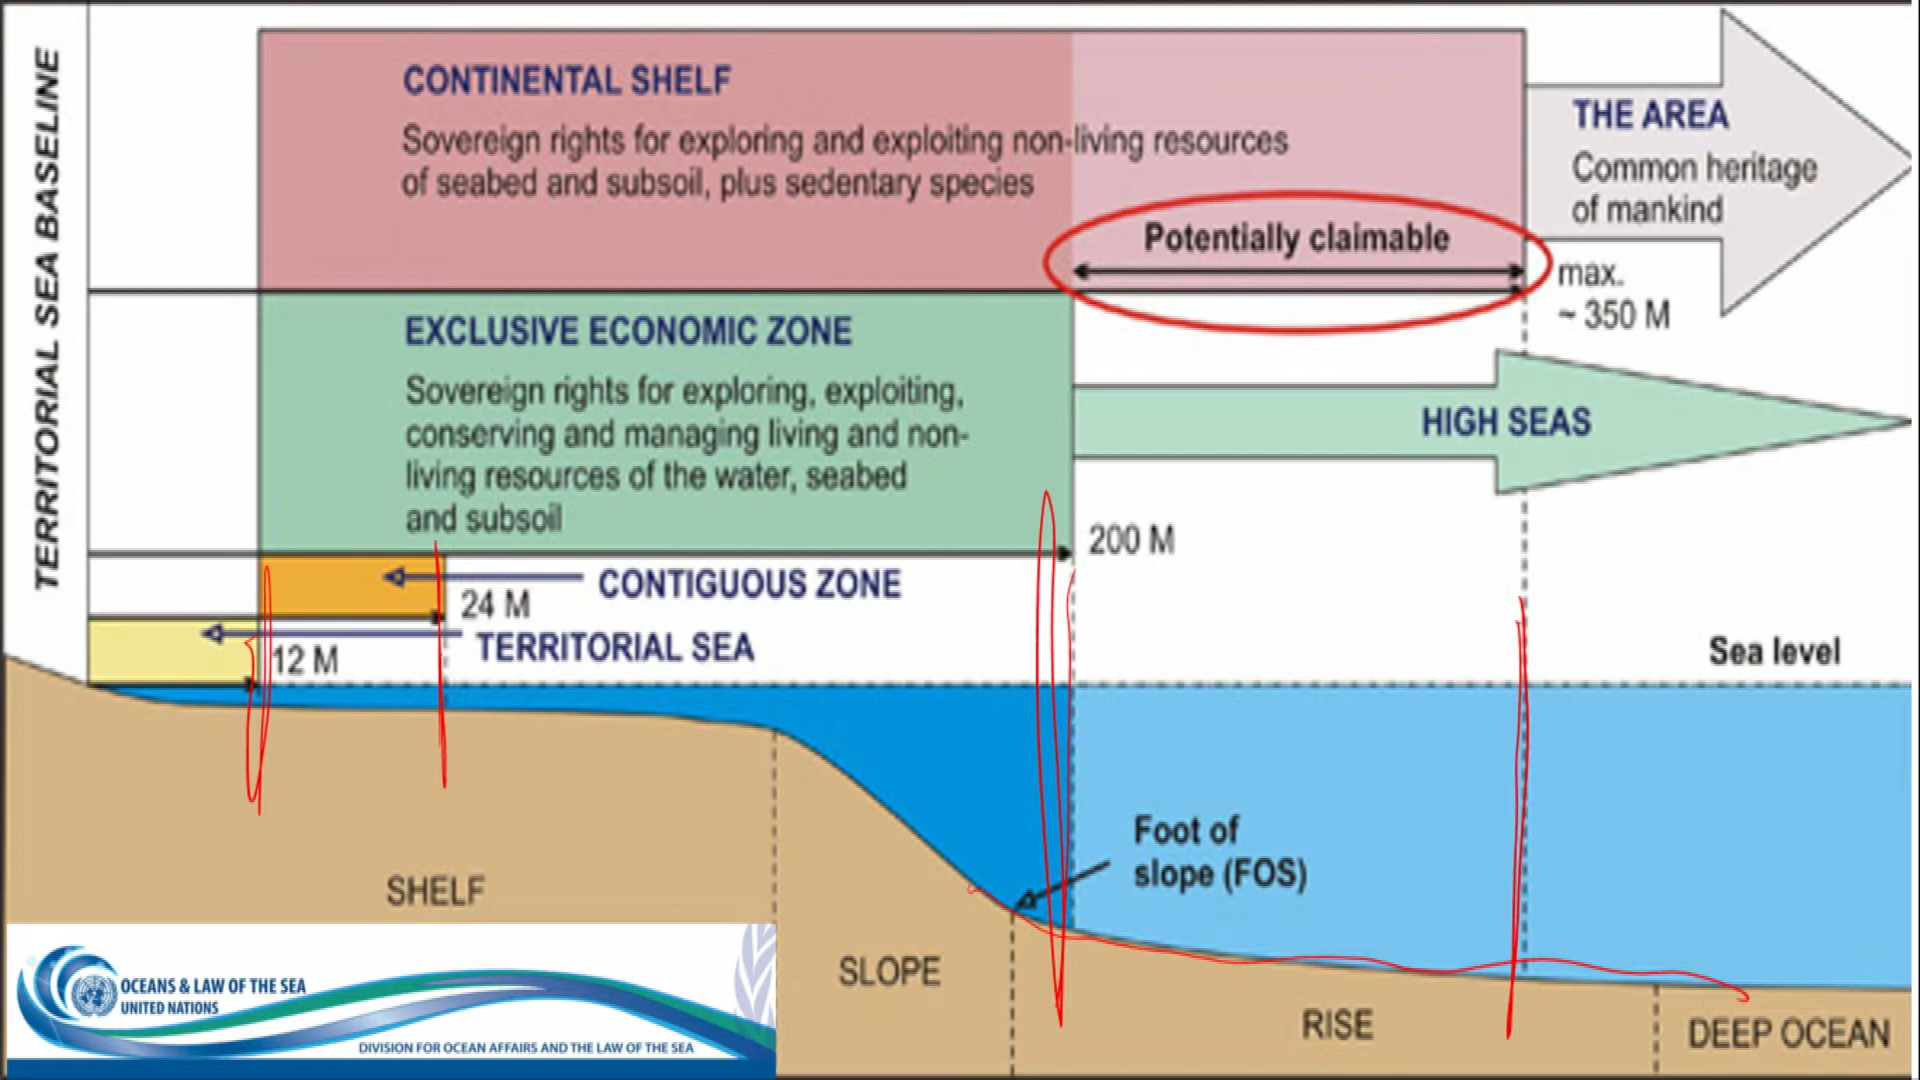 TERRITORIAL SEA BASELINE
CONTINENTAL SHELF
Sovereign rights for exploring and exploiting non-living resources
of seabed and subsoil, plus sedentary species
Potentially claimable
THE AREA
Common heritage
of mankind
max.
~ 350 M
EXCLUSIVE ECONOMIC ZONE
Sovereign rights for exploring, exploiting,
conserving and managing living and non-
living resources of the water, seabed
and subsoil
HIGH SEAS
200 M
CONTIGUOUS ZONE
24 M
TERRITORIAL SEA
12 M
Sea level
Foot of
slope (FOS)
SHELF
SLOPE
RISE
DEEP OCEAN
OCEANS & LAW OF THE SEA
UNITED NATIONS
DIVISION FOR OCEAN AFFAIRS AND THE LAW OF THE SEA